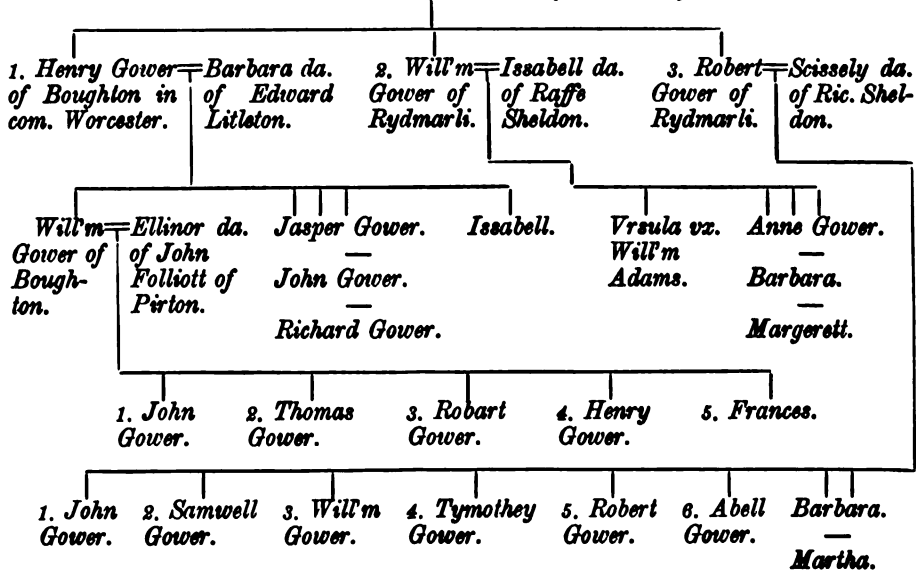 1. Henry Gower=Barbara da.
of Boughton in of Edward
com. Worcester. Litleton.
2. Will'm=Issabell da.
Gower of of Raffe
Rydmarli. Sheldon.
3. Robert=Scissely da.
Gower of of Ric. Shel-
Rydmarli. don.
Will'm=Ellinor da.
Gower of of John
Bough- Folliott of
ton. Pirton.
Jasper Gower.
—
John Gower.
—
Richard Gower.
Issabell.
Vrsula vx.
Will'm
Adams.
Anne Gower.
—
Barbara.
—
Margerett.
1. John
Gower.
2. Thomas
Gower.
3. Robart
Gower.
4. Henry
Gower.
5. Frances.
1. John
Gower.
2. Samwell
Gower.
3. Will'm
Gower.
4. Tymothey
Gower.
5. Robert
Gower.
6. Abell
Gower.
Barbara.
—
Martha.